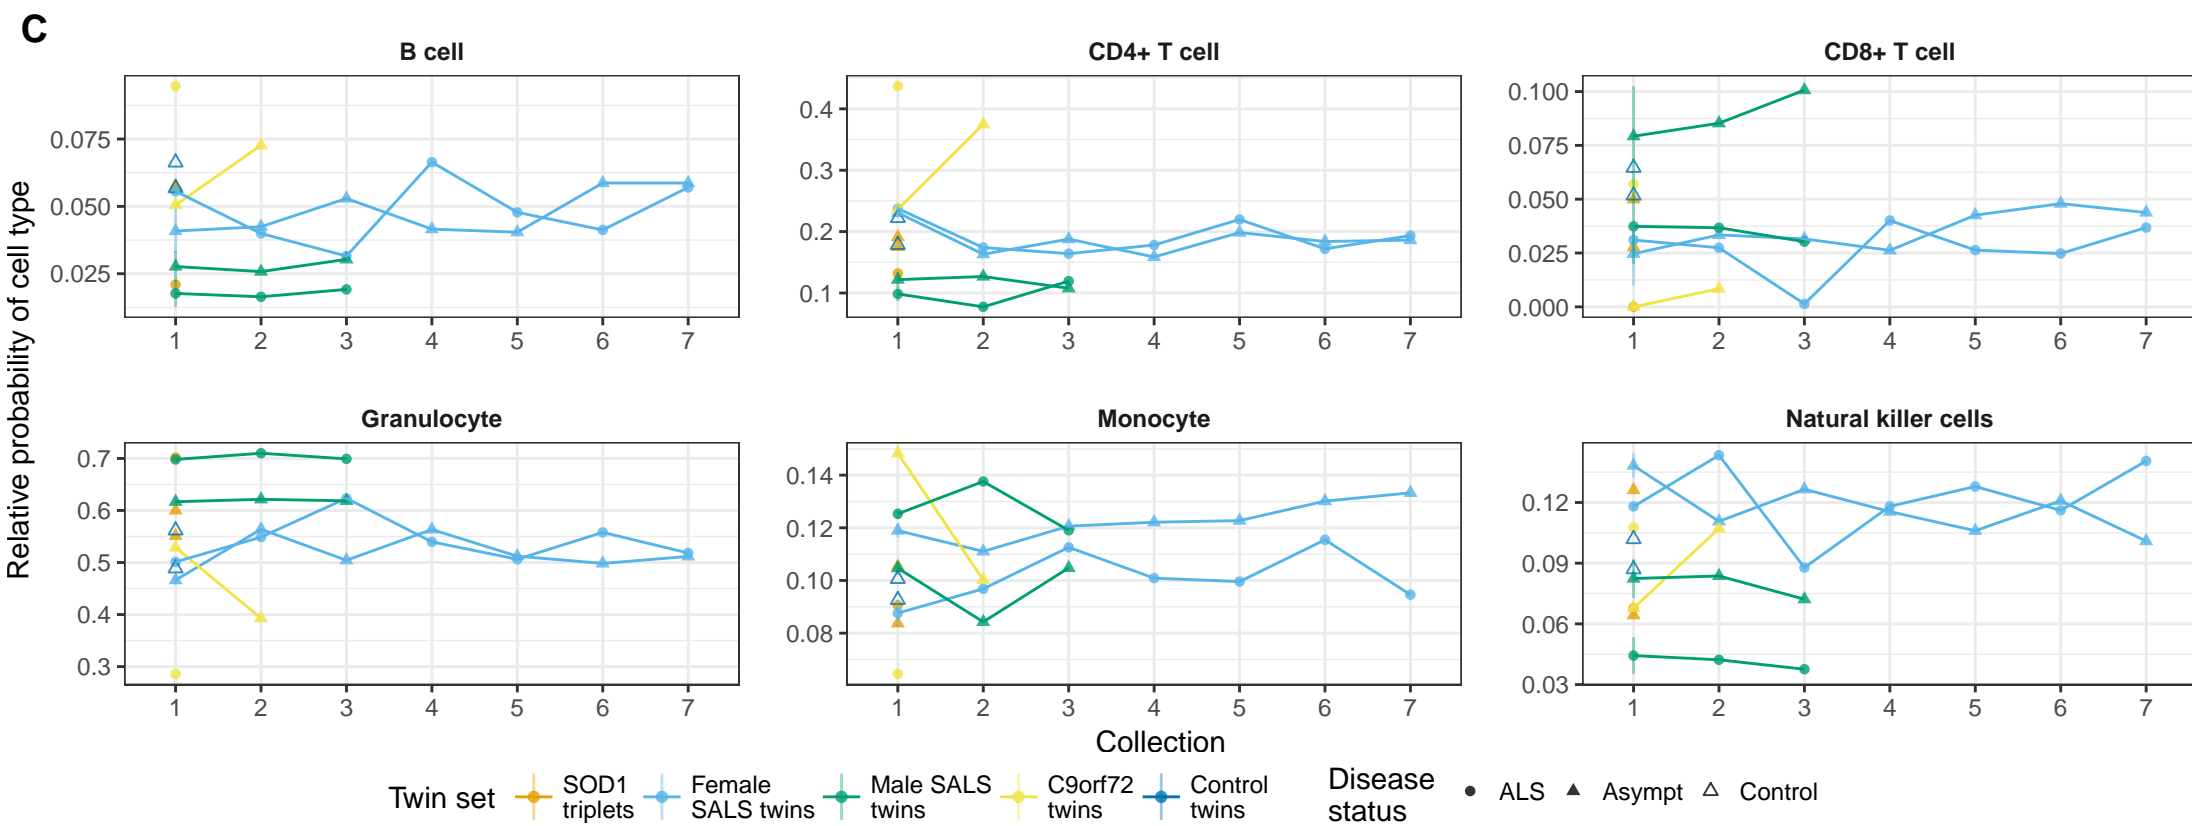 C
B cell
CD4+ T cell
CD8+ T cell
0.075
0.050
0.025
1 2 3 4 5 6 7
0.4
0.3
0.2
0.1
1 2 3 4 5 6 7
0.100
0.075
0.050
0.025
0.000
1 2 3 4 5 6 7
Relative probability of cell type
Granulocyte
Monocyte
Natural killer cells
0.7
0.6
0.5
0.4
0.3
1 2 3 4 5 6 7
0.14
0.12
0.10
0.08
1 2 3 4 5 6 7
0.12
0.09
0.06
0.03
1 2 3 4 5 6 7
Collection
Twin set
SOD1
triplets
Female
SALS twins
Male SALS
twins
C9orf72
twins
Control
twins
Disease
status
ALS
Asympt
Control